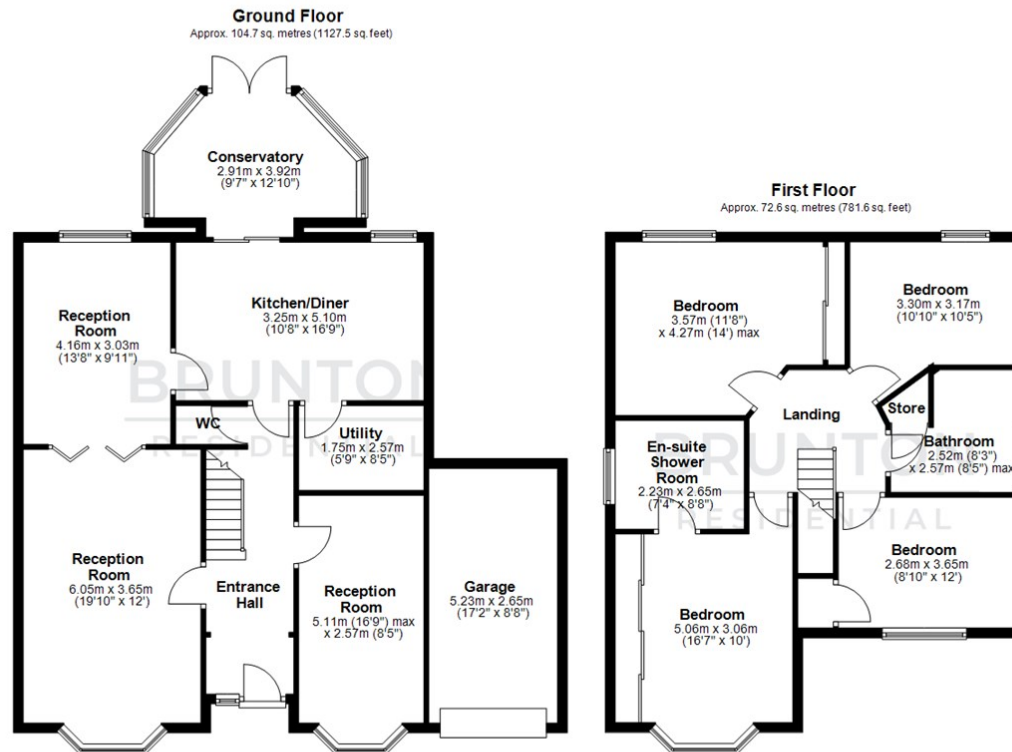 Ground Floor
Approx. 104.7 sq. metres (1127.5 sq. feet)
Conservatory
2.91m x 3.92m
(9'7" x 12'10")
Reception
Room
4.16m x 3.03m
(13'8" x 9'11")
Kitchen/Diner
3.25m x 5.10m
(10'8" x 16'9")
WC
Utility
1.75m x 2.57m
(5'9" x 8'5")
Reception
Room
6.05m x 3.65m
(19'10" x 12')
Entrance
Hall
Reception
Room
5.11m (16'9") max
x 2.57m (8'5")
Garage
5.23m x 2.65m
(17'2" x 8'8")
BRUNTON
RESIDENTIAL
First Floor
Approx. 72.6 sq. metres (781.6 sq. feet)
Bedroom
3.57m (11'8")
x 4.27m (14') max
Bedroom
3.30m x 3.17m
(10'10" x 10'5")
Landing
Store
En-suite
Shower
Room
2.23m x 2.65m
(7'4" x 8'8")
Bathroom
2.52m (8'3")
x 2.57m (8'5") max
Bedroom
2.68m x 3.65m
(8'10" x 12')
Bedroom
5.06m x 3.06m
(16'7" x 10')
BRUNTON
RESIDENTIAL